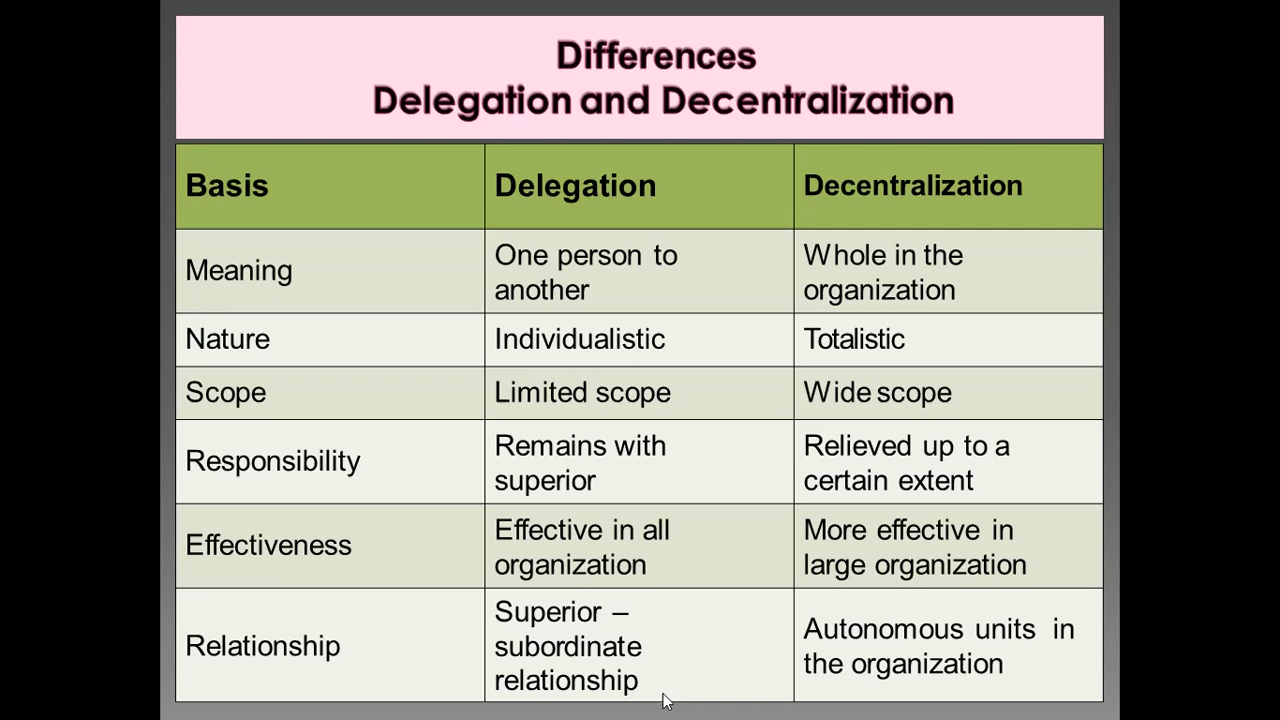 Differences
Delegation and Decentralization
Basis
Delegation
Decentralization
Meaning
One person to
another
Whole in the
organization
Nature
Individualistic
Totalistic
Scope
Limited scope
Wide scope
Responsibility
Remains with
superior
Relieved up to a
certain extent
Effectiveness
Effective in all
organization
More effective in
large organization
Relationship
Superior –
subordinate
relationship
Autonomous units in
the organization